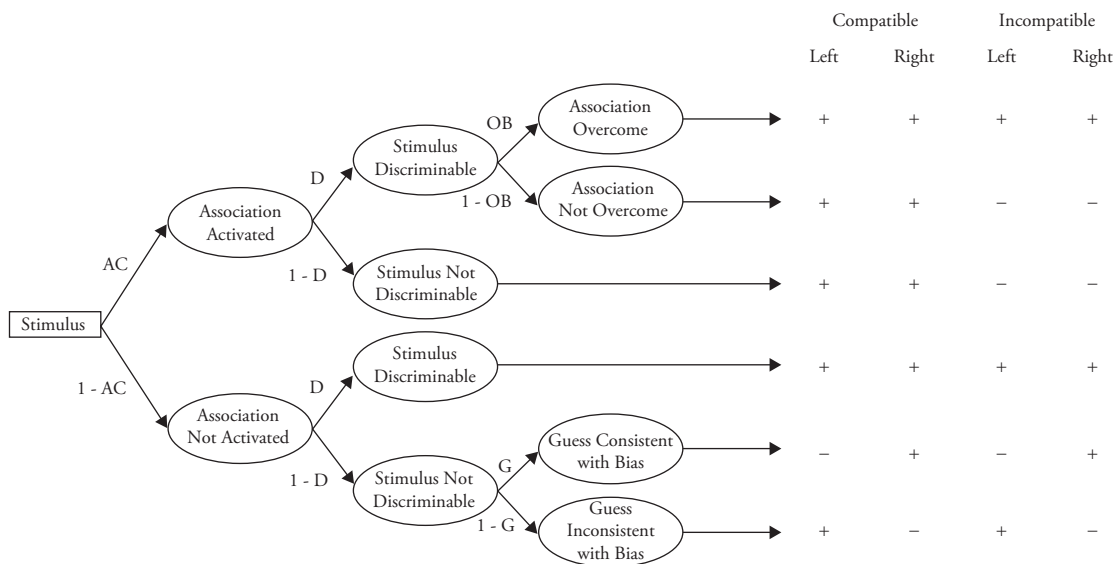 Compatible Incompatible
Left Right Left Right
OB
Association
Overcome
+ + + +
D
Stimulus
Discriminable
1 - OB
Association
Not Overcome
+ + – –
Association
Activated
AC
1 - D
Stimulus Not
Discriminable
+ + – –
Stimulus
1 - AC
D
Stimulus
Discriminable
+ + + +
Association
Not Activated
1 - D
Stimulus Not
Discriminable
G
Guess Consistent
with Bias
– + – +
1 - G
Guess
Inconsistent
with Bias
+ – + –